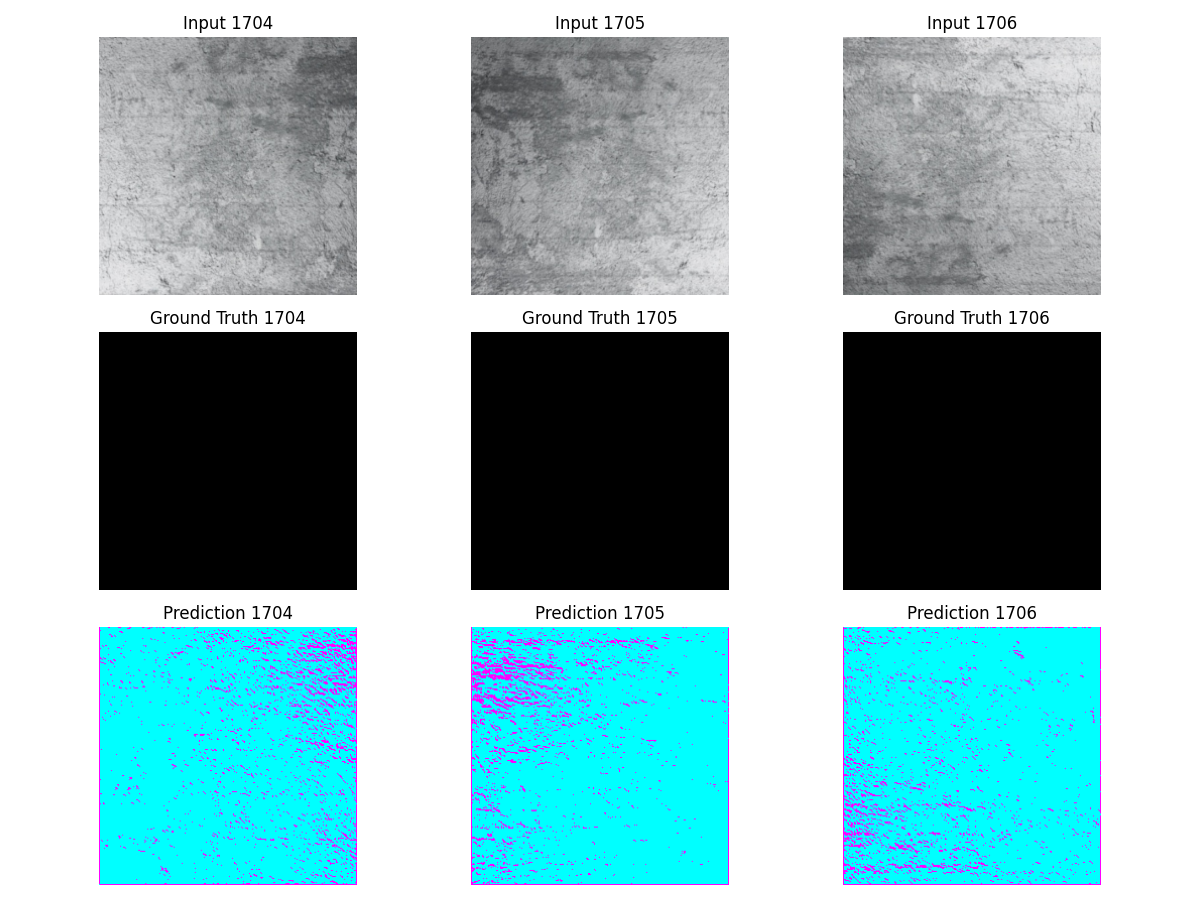 Input 1704
Input 1705
Input 1706
Ground Truth 1704
Ground Truth 1705
Ground Truth 1706
Prediction 1704
Prediction 1705
Prediction 1706